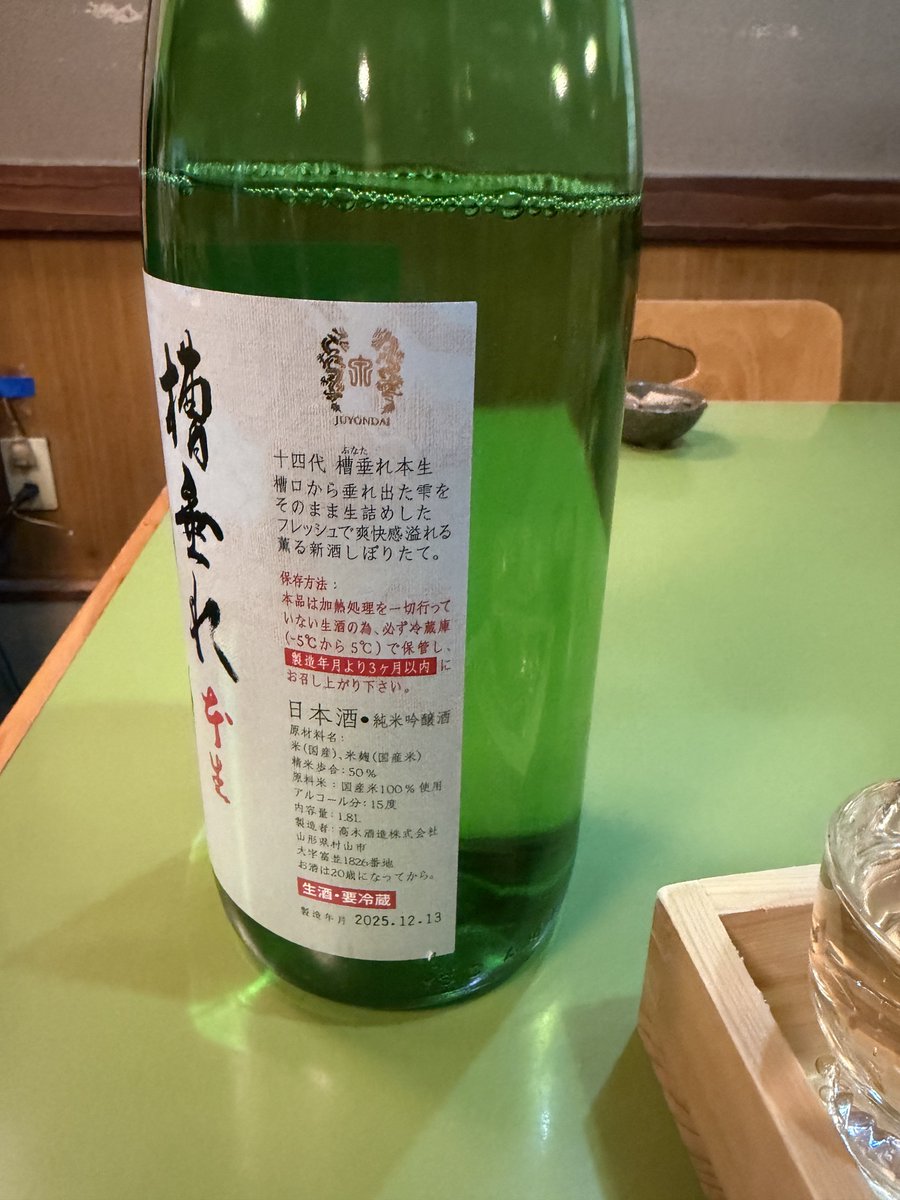 槽垂れ
本生
JUYONDAI
ふなた
十四代 槽垂れ本生
槽口から垂れ出た雫を
そのまま生詰めした
フレッシュで爽快感溢れる
薫る新酒しぼりたて。
保存方法:
本品は加熱処理を一切行って
いない生酒の為、必ず冷蔵庫
(-5℃から5℃)で保管し、
製造年月より3ヶ月以内に
お召し上がり下さい。
日本酒●純米吟醸酒
原材料名:
米(国産)、米麹(国産米)
精米歩合:50%
原料米:国産米100%使用
アルコール分:15度
内容量:1.8L
製造者:高木酒造株式会社
山形県村山市
大字富並1826番地
お酒は20歳になってから。
生酒・要冷蔵
製造年月 2025.12.13